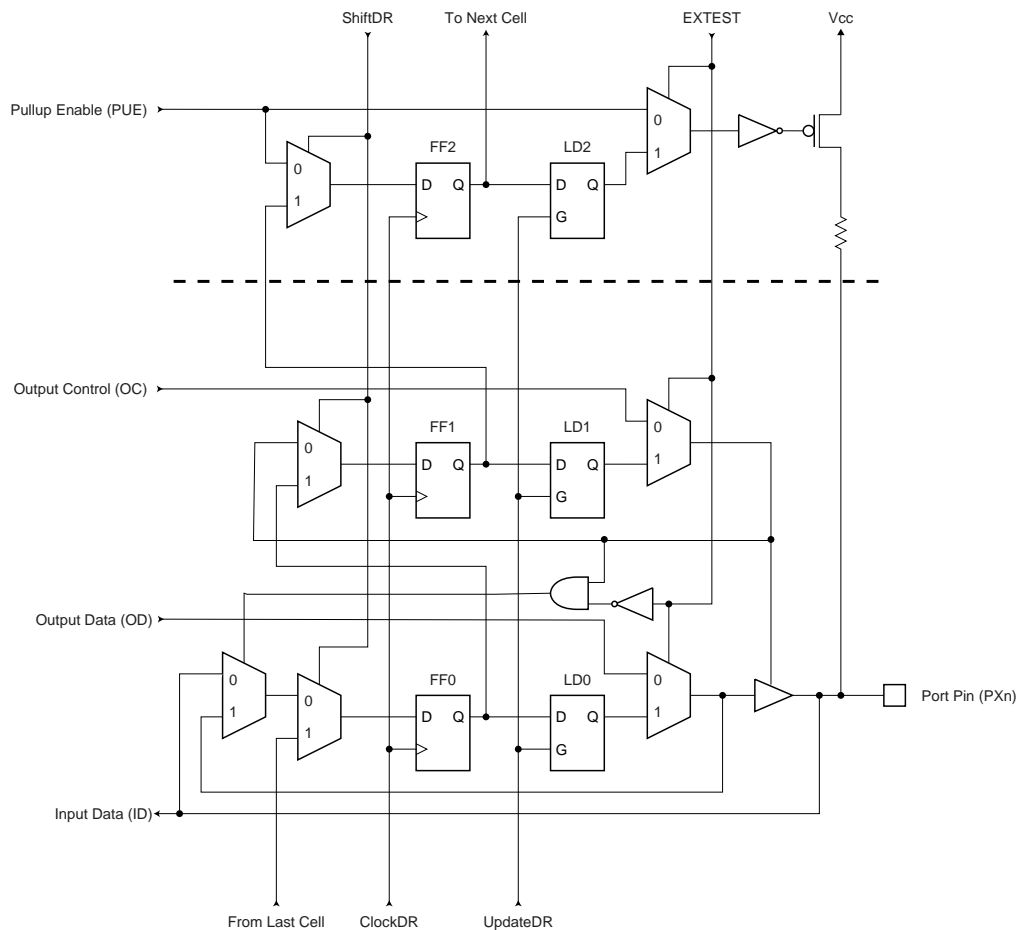 ShiftDR To Next Cell EXTEST Vcc
Pullup Enable (PUE)
0
1
FF2
D Q
LD2
D Q
G
0
1
Output Control (OC)
0
1
FF1
D Q
LD1
D Q
G
0
1
Output Data (OD)
0
1
0
1
FF0
D Q
LD0
D Q
G
0
1
Port Pin (PXn)
Input Data (ID)
From Last Cell ClockDR UpdateDR